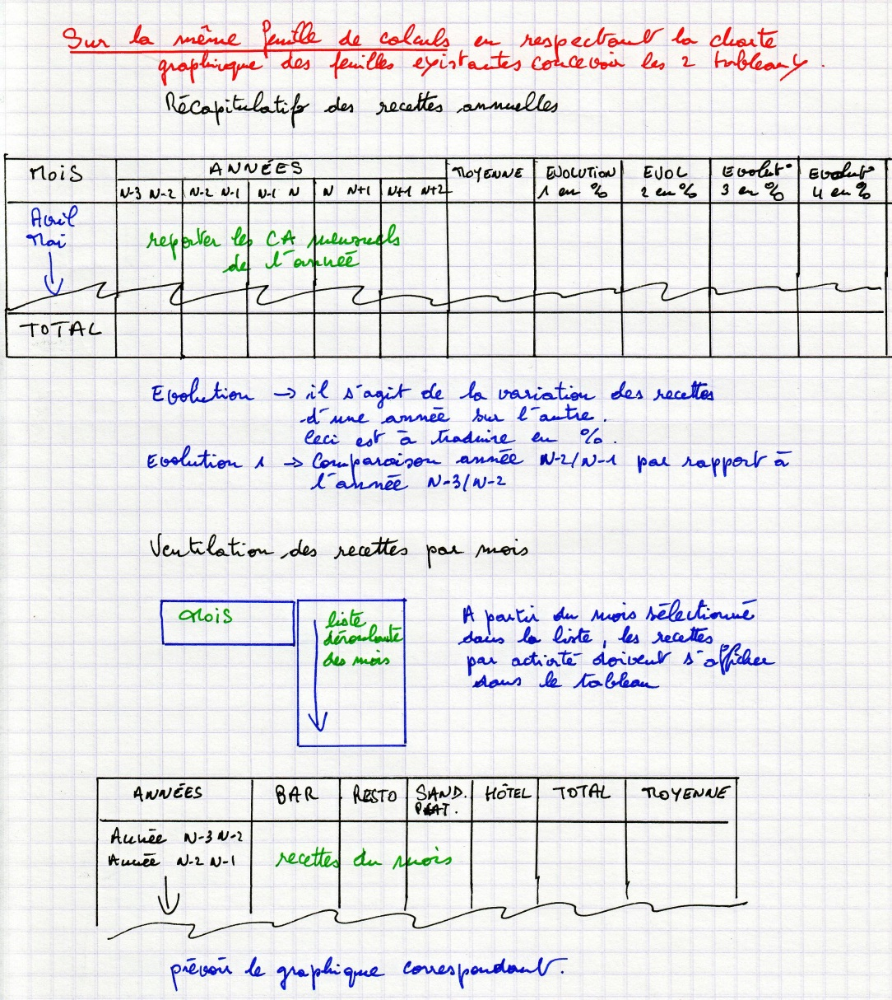 Sur la même feuille de calculs en respectant la charte
graphique des feuilles existantes concevoir les 2 tableaux.
Récapitulatif des recettes annuelles
MOIS ANNÉES MOYENNE EVOLUTION 1 en % EVOL 2 en % Evolut° 3 en % Evolut° 4 en %
N-3 N-2 N-2 N-1 N-1 N N N+1 N+1 N+2
Avril
Mai
reporter les CA mensuels
de l'année
TOTAL
Evolution → il s'agit de la variation des recettes
d'une année sur l'autre.
Ceci est à traduire en %.
Evolution 1 → Comparaison année N-2/N-1 par rapport à
l'année N-3/N-2
Ventilation des recettes par mois
MOIS
liste
déroulante
des mois
A partir du mois sélectionné
dans la liste, les recettes
par activité doivent s'afficher
dans le tableau
ANNÉES BAR RESTO SAND. PLAT. HÔTEL TOTAL MOYENNE
Année N-3 N-2
Année N-2 N-1
recettes du mois
prévoir le graphique correspondant.